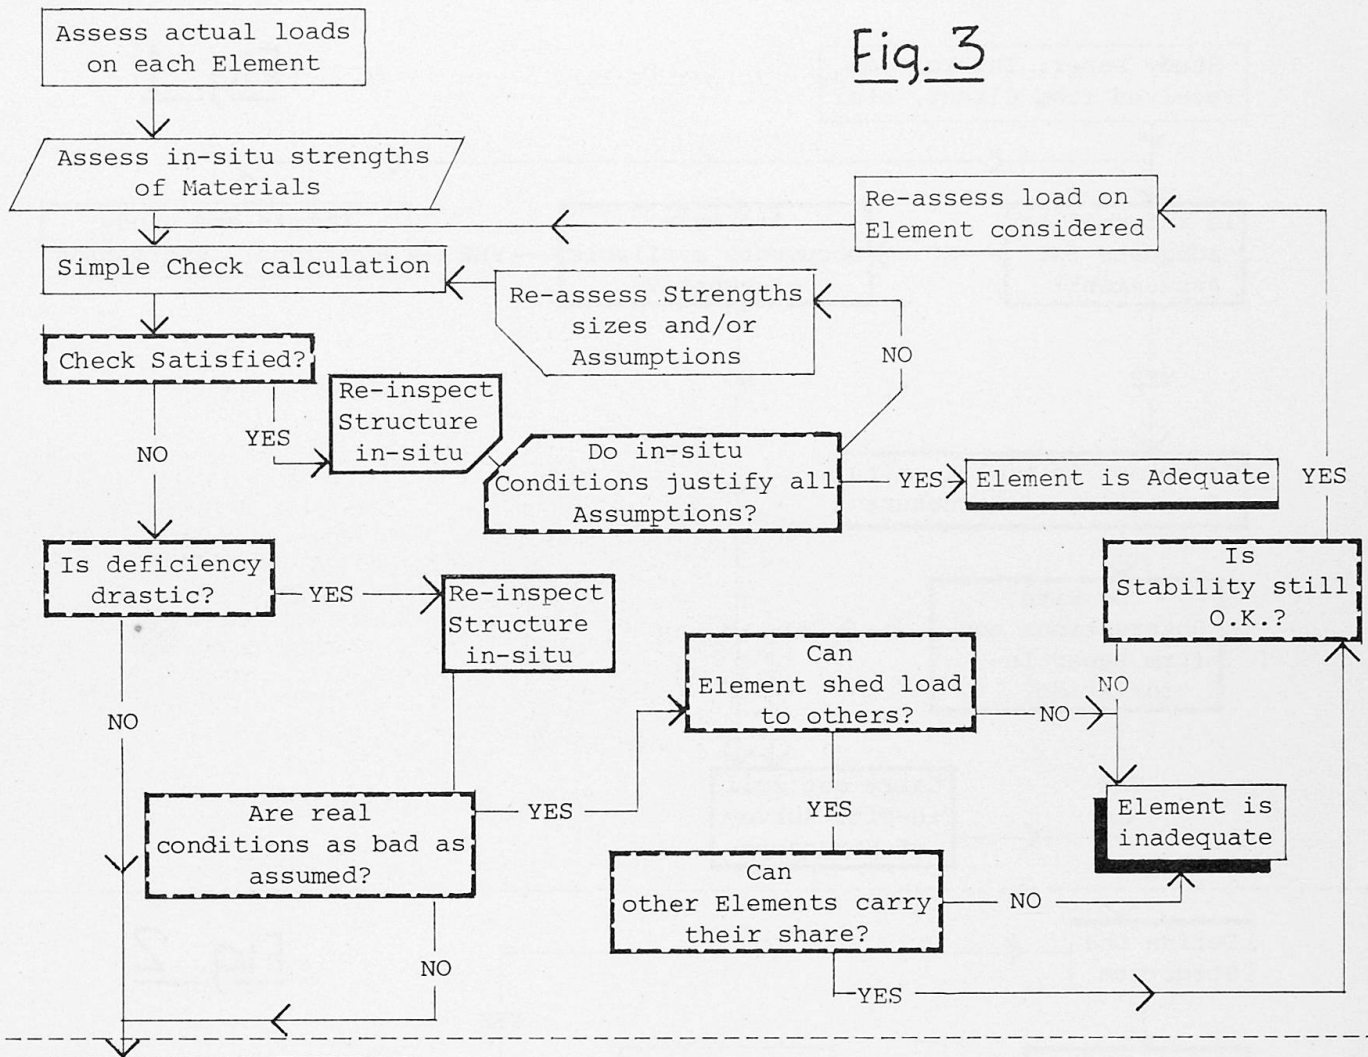 Fig. 3
Assess actual loads
on each Element
Assess in-situ strengths
of Materials
Re-assess load on
Element considered
Simple Check calculation
Re-assess Strengths
sizes and/or
Assumptions
NO
Check Satisfied?
NO
YES
Re-inspect
Structure
in-situ
Do in-situ
Conditions justify all
Assumptions?
YES
Element is Adequate
YES
Is deficiency
drastic?
YES
Re-inspect
Structure
in-situ
Is
Stability still
O.K.?
NO
Can
Element shed load
to others?
NO
NO
YES
Are real
conditions as bad as
assumed?
YES
Element is
inadequate
Can
other Elements carry
their share?
NO
NO
YES
Fig. 2